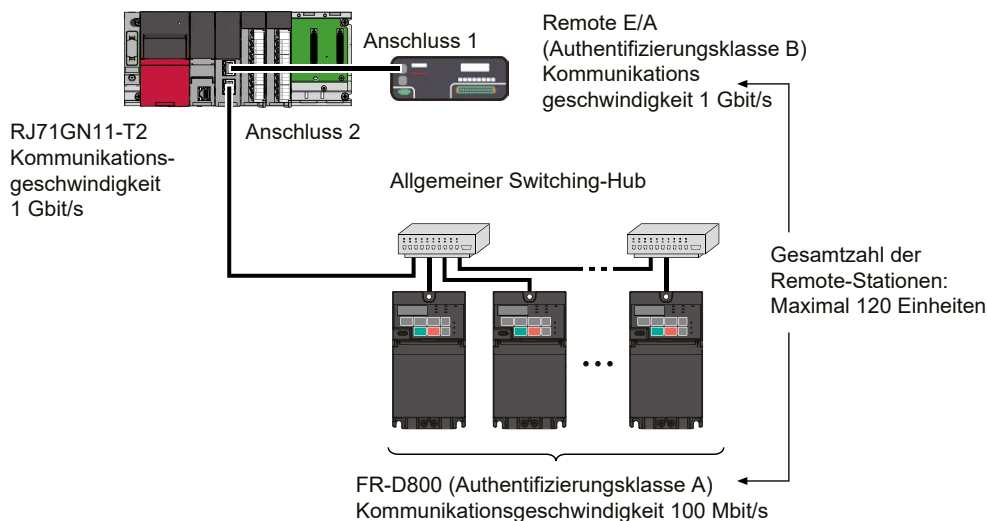 Anschluss 1
Remote E/A
(Authentifizierungsklasse B)
Kommunikations
geschwindigkeit 1 Gbit/s
RJ71GN11-T2
Kommunikations-
geschwindigkeit
1 Gbit/s
Anschluss 2
Allgemeiner Switching-Hub
Gesamtzahl der
Remote-Stationen:
Maximal 120 Einheiten
FR-D800 (Authentifizierungsklasse A)
Kommunikationsgeschwindigkeit 100 Mbit/s